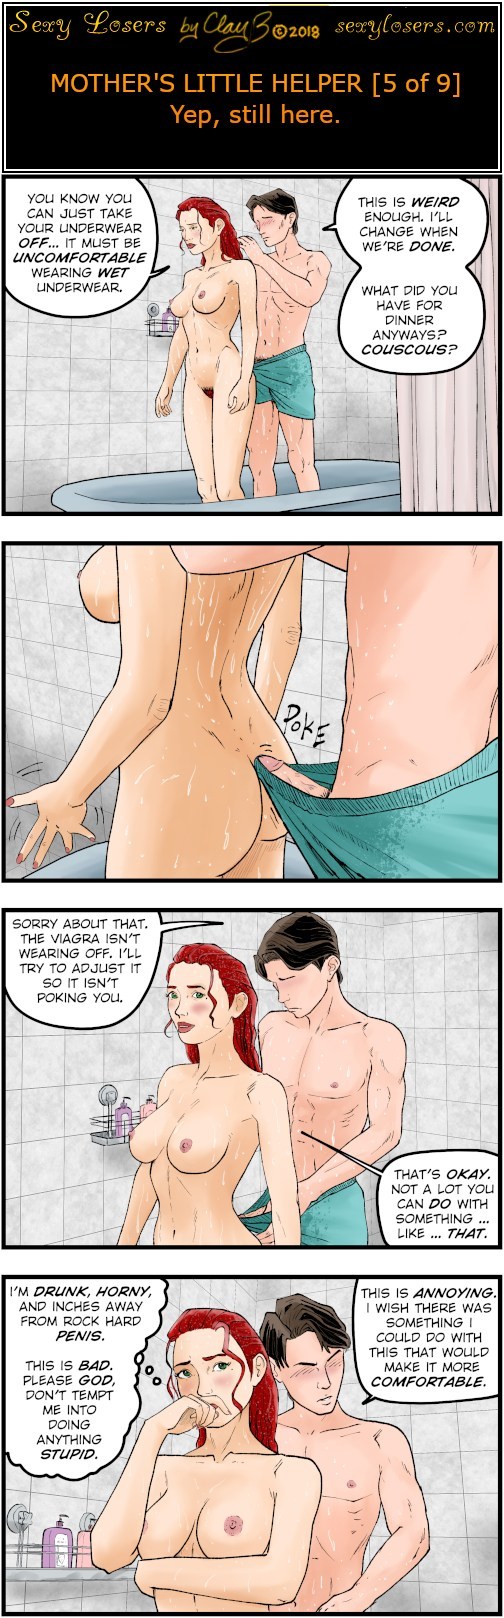 Sexy Losers by Clay B ©2018 sexylosers.com
MOTHER'S LITTLE HELPER [5 of 9]
Yep, still here.
YOU KNOW YOU
CAN JUST TAKE
YOUR UNDERWEAR
OFF... IT MUST BE
UNCOMFORTABLE
WEARING WET
UNDERWEAR.
THIS IS WEIRD
ENOUGH. I'LL
CHANGE WHEN
WE'RE DONE.
WHAT DID YOU
HAVE FOR
DINNER
ANYWAYS?
COUSCOUS?
POKE
SORRY ABOUT THAT.
THE VIAGRA ISN'T
WEARING OFF. I'LL
TRY TO ADJUST IT
SO IT ISN'T
POKING YOU.
THAT'S OKAY.
NOT A LOT YOU
CAN DO WITH
SOMETHING ...
LIKE ... THAT.
I'M DRUNK, HORNY,
AND INCHES AWAY
FROM ROCK HARD
PENIS.
THIS IS BAD.
PLEASE GOD,
DON'T TEMPT
ME INTO
DOING
ANYTHING
STUPID.
THIS IS ANNOYING.
I WISH THERE WAS
SOMETHING I
COULD DO WITH
THIS THAT WOULD
MAKE IT MORE
COMFORTABLE.